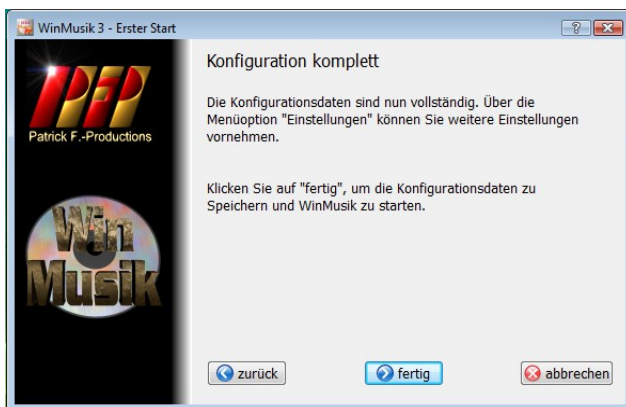 WinMusik 3 - Erster Start
PFP
Patrick F.-Productions
Win
Musik
Konfiguration komplett
Die Konfigurationsdaten sind nun vollständig. Über die
Menüoption "Einstellungen" können Sie weitere Einstellungen
vornehmen.
Klicken Sie auf "fertig", um die Konfigurationsdaten zu
Speichern und WinMusik zu starten.
zurück
fertig
abbrechen